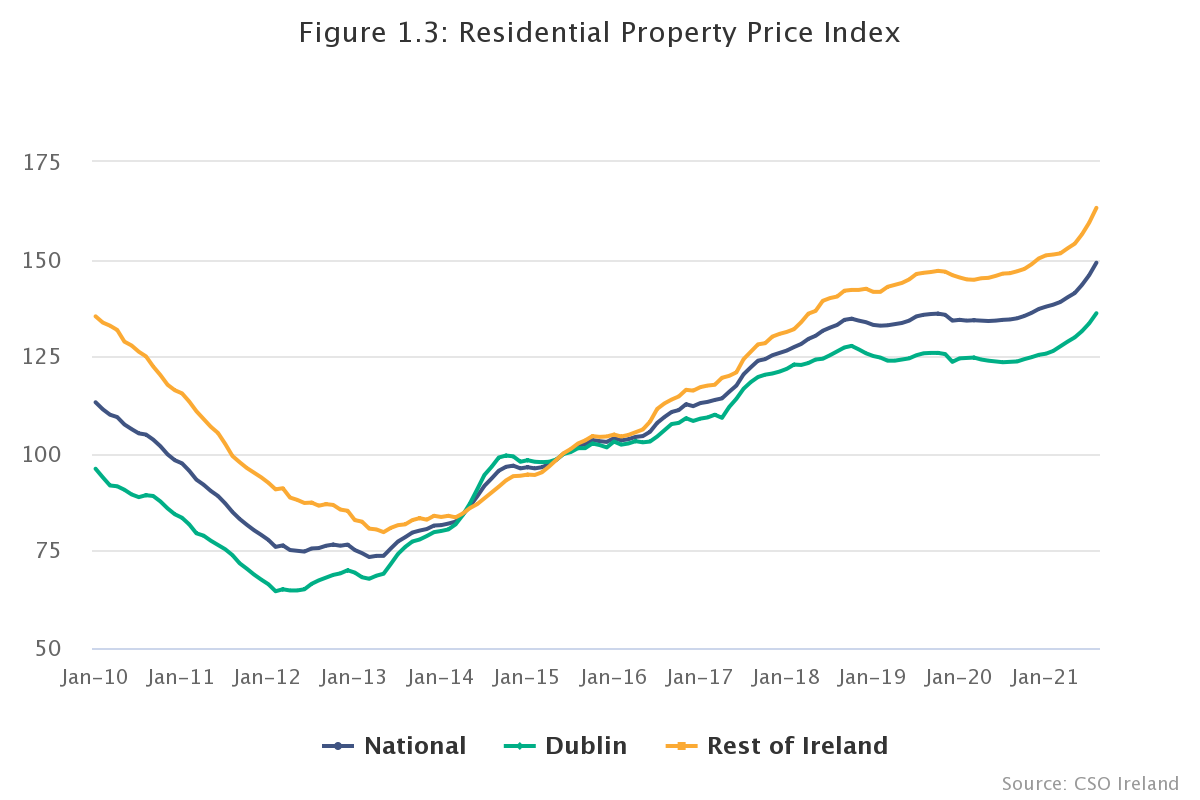 Figure 1.3: Residential Property Price Index
175
150
125
100
75
50
Jan–10 Jan–11 Jan–12 Jan–13 Jan–14 Jan–15 Jan–16 Jan–17 Jan–18 Jan–19 Jan–20 Jan–21
National Dublin Rest of Ireland
Source: CSO Ireland